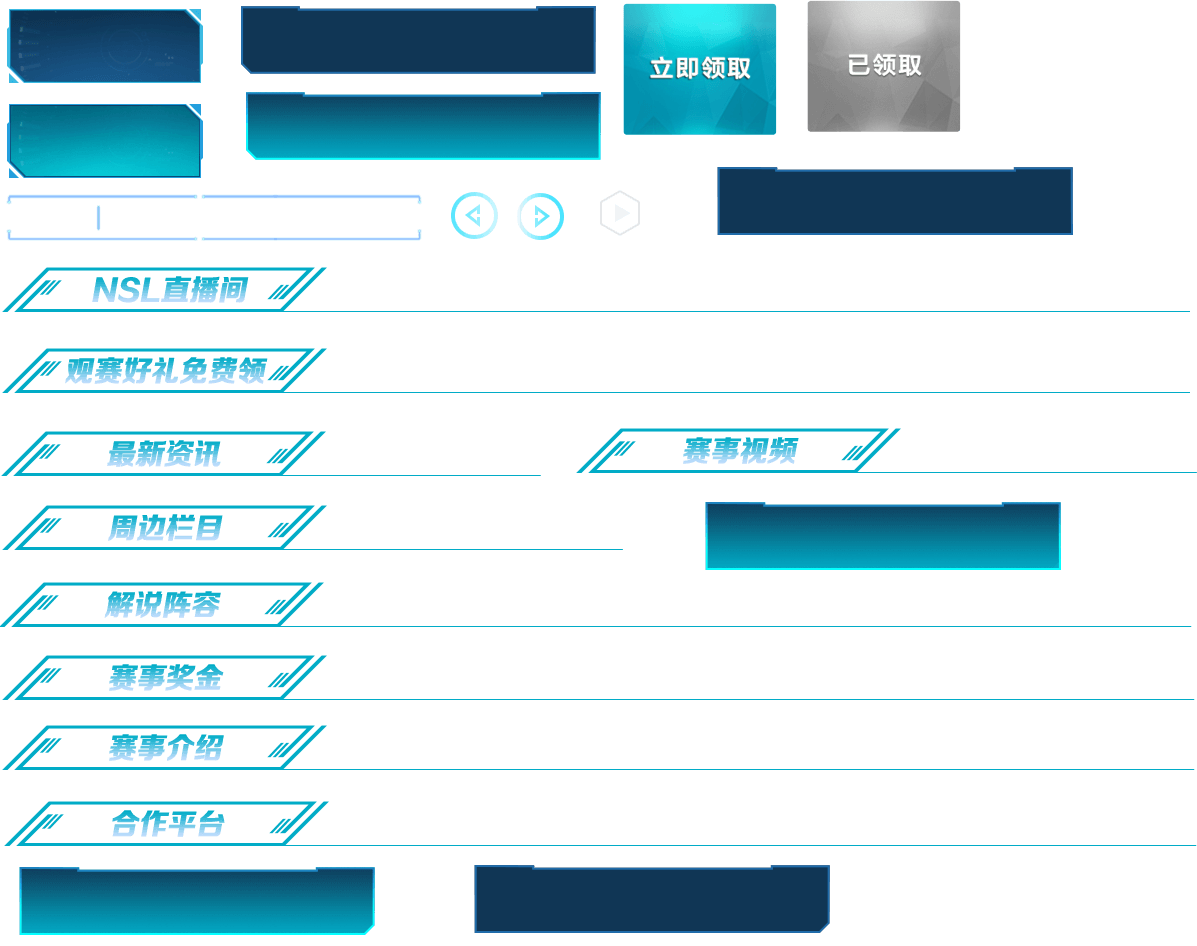 立即领取
已领取
NSL直播间
观赛好礼免费领
最新资讯
赛事视频
周边栏目
解说阵容
赛事奖金
赛事介绍
合作平台